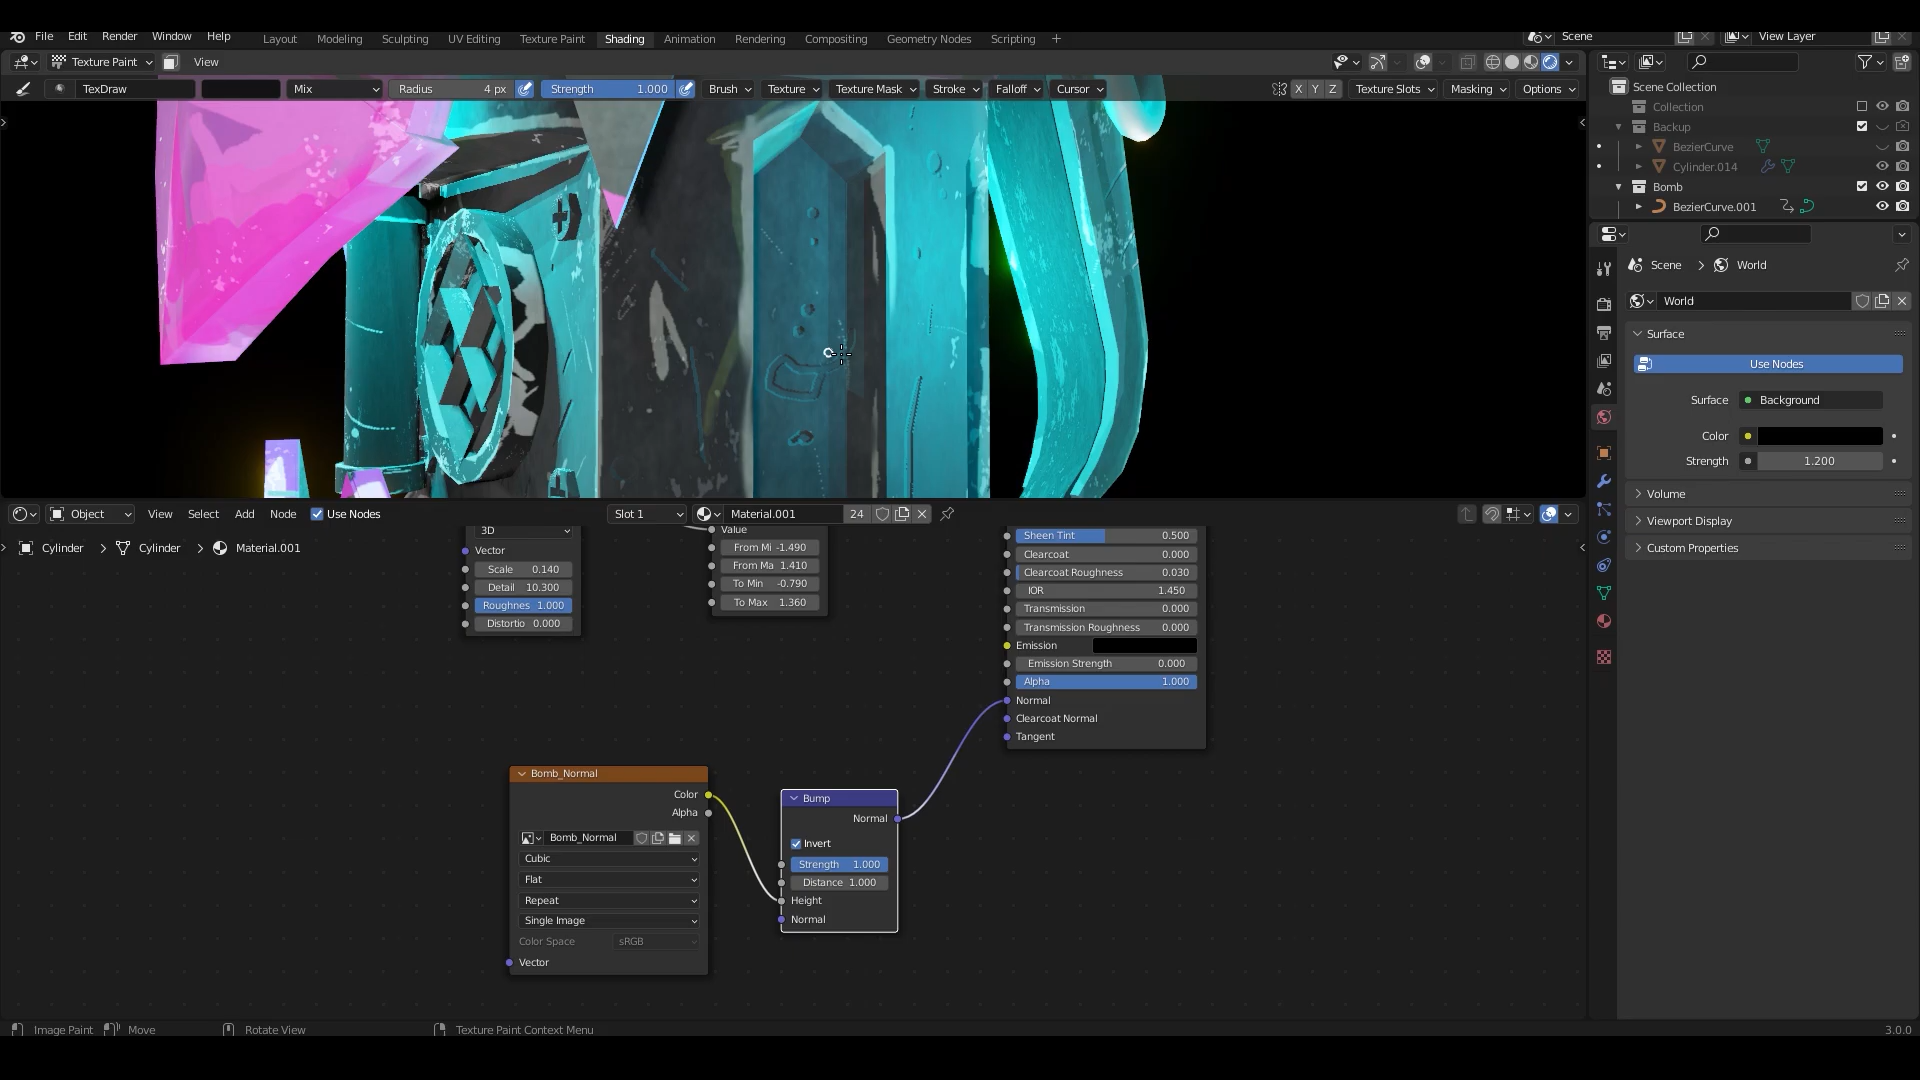 File Edit Render Window Help
Layout Modeling Sculpting UV Editing Texture Paint Shading Animation Rendering Compositing Geometry Nodes Scripting +
Scene View Layer
Texture Paint View
TexDraw Mix Radius 4 px Strength 1.000 Brush Texture Texture Mask Stroke Falloff Cursor X Y Z Texture Slots Masking Options
Scene Collection
Collection
Backup
BezierCurve
Cylinder.014
Bomb
BezierCurve.001
Scene > World
World
Surface
Use Nodes
Surface Background
Color
Strength 1.200
Volume
Viewport Display
Custom Properties
Object View Select Add Node Use Nodes Slot 1 Material.001 24
Cylinder > Cylinder > Material.001
3D
Vector
Scale 0.140
Detail 10.300
Roughnes 1.000
Distortio 0.000
Value
From Mi -1.490
From Ma 1.410
To Min -0.790
To Max 1.360
Sheen Tint 0.500
Clearcoat 0.000
Clearcoat Roughness 0.030
IOR 1.450
Transmission 0.000
Transmission Roughness 0.000
Emission
Emission Strength 0.000
Alpha 1.000
Normal
Clearcoat Normal
Tangent
Bomb_Normal
Color
Alpha
Bomb_Normal
Cubic
Flat
Repeat
Single Image
Color Space sRGB
Vector
Bump
Normal
Invert
Strength 1.000
Distance 1.000
Height
Normal
Image Paint Move Rotate View Texture Paint Context Menu 3.0.0